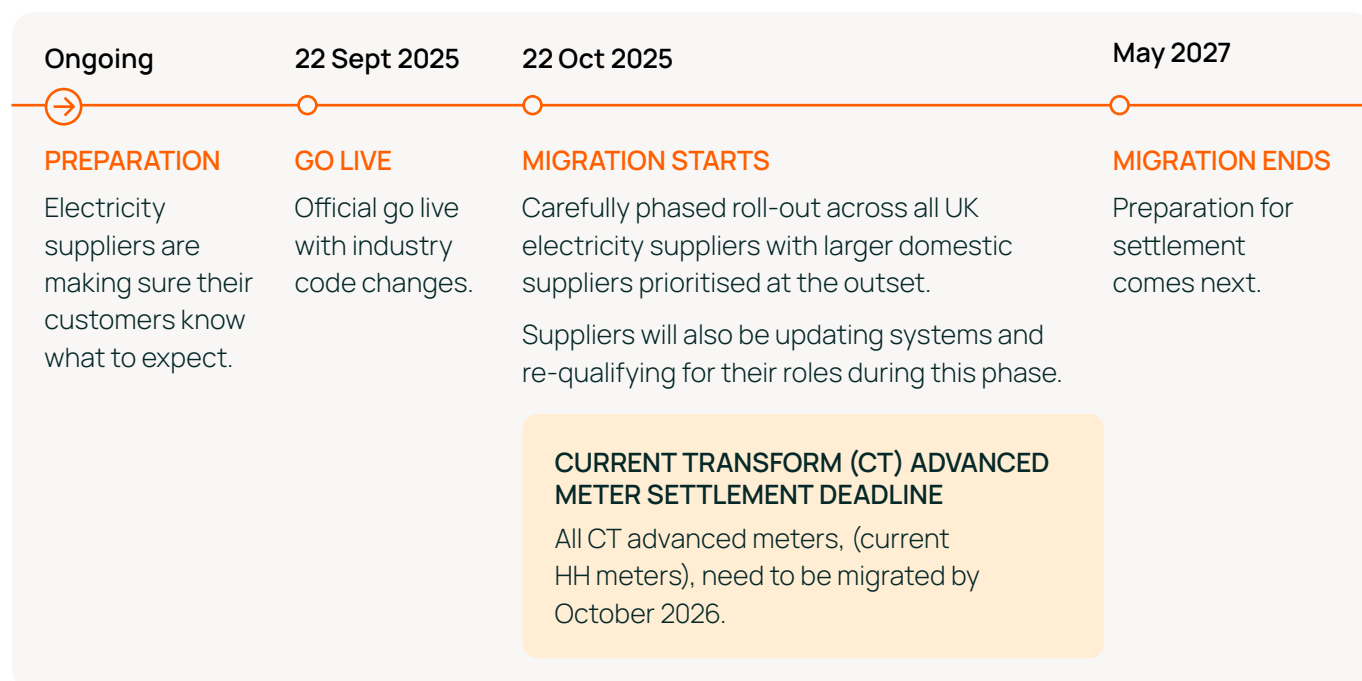 Ongoing
PREPARATION
Electricity
suppliers are
making sure their
customers know
what to expect.
22 Sept 2025
GO LIVE
Official go live
with industry
code changes.
22 Oct 2025
MIGRATION STARTS
Carefully phased roll-out across all UK
electricity suppliers with larger domestic
suppliers prioritised at the outset.
Suppliers will also be updating systems and
re-qualifying for their roles during this phase.
CURRENT TRANSFORM (CT) ADVANCED
METER SETTLEMENT DEADLINE
All CT advanced meters, (current
HH meters), need to be migrated by
October 2026.
May 2027
MIGRATION ENDS
Preparation for
settlement
comes next.